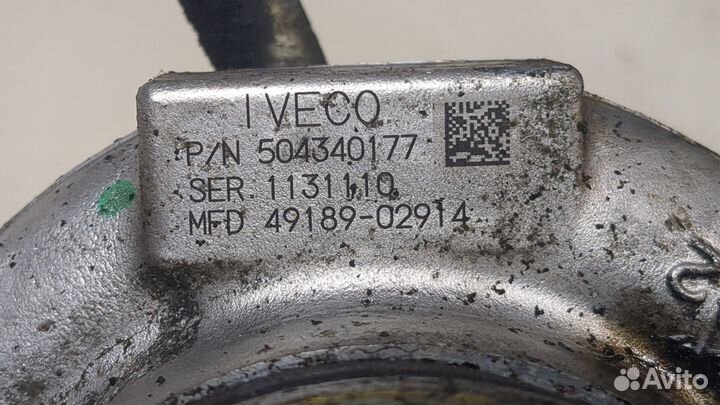 IVECO
P/N 504340177
SER 1131110
MFD 49189-02914
Avito